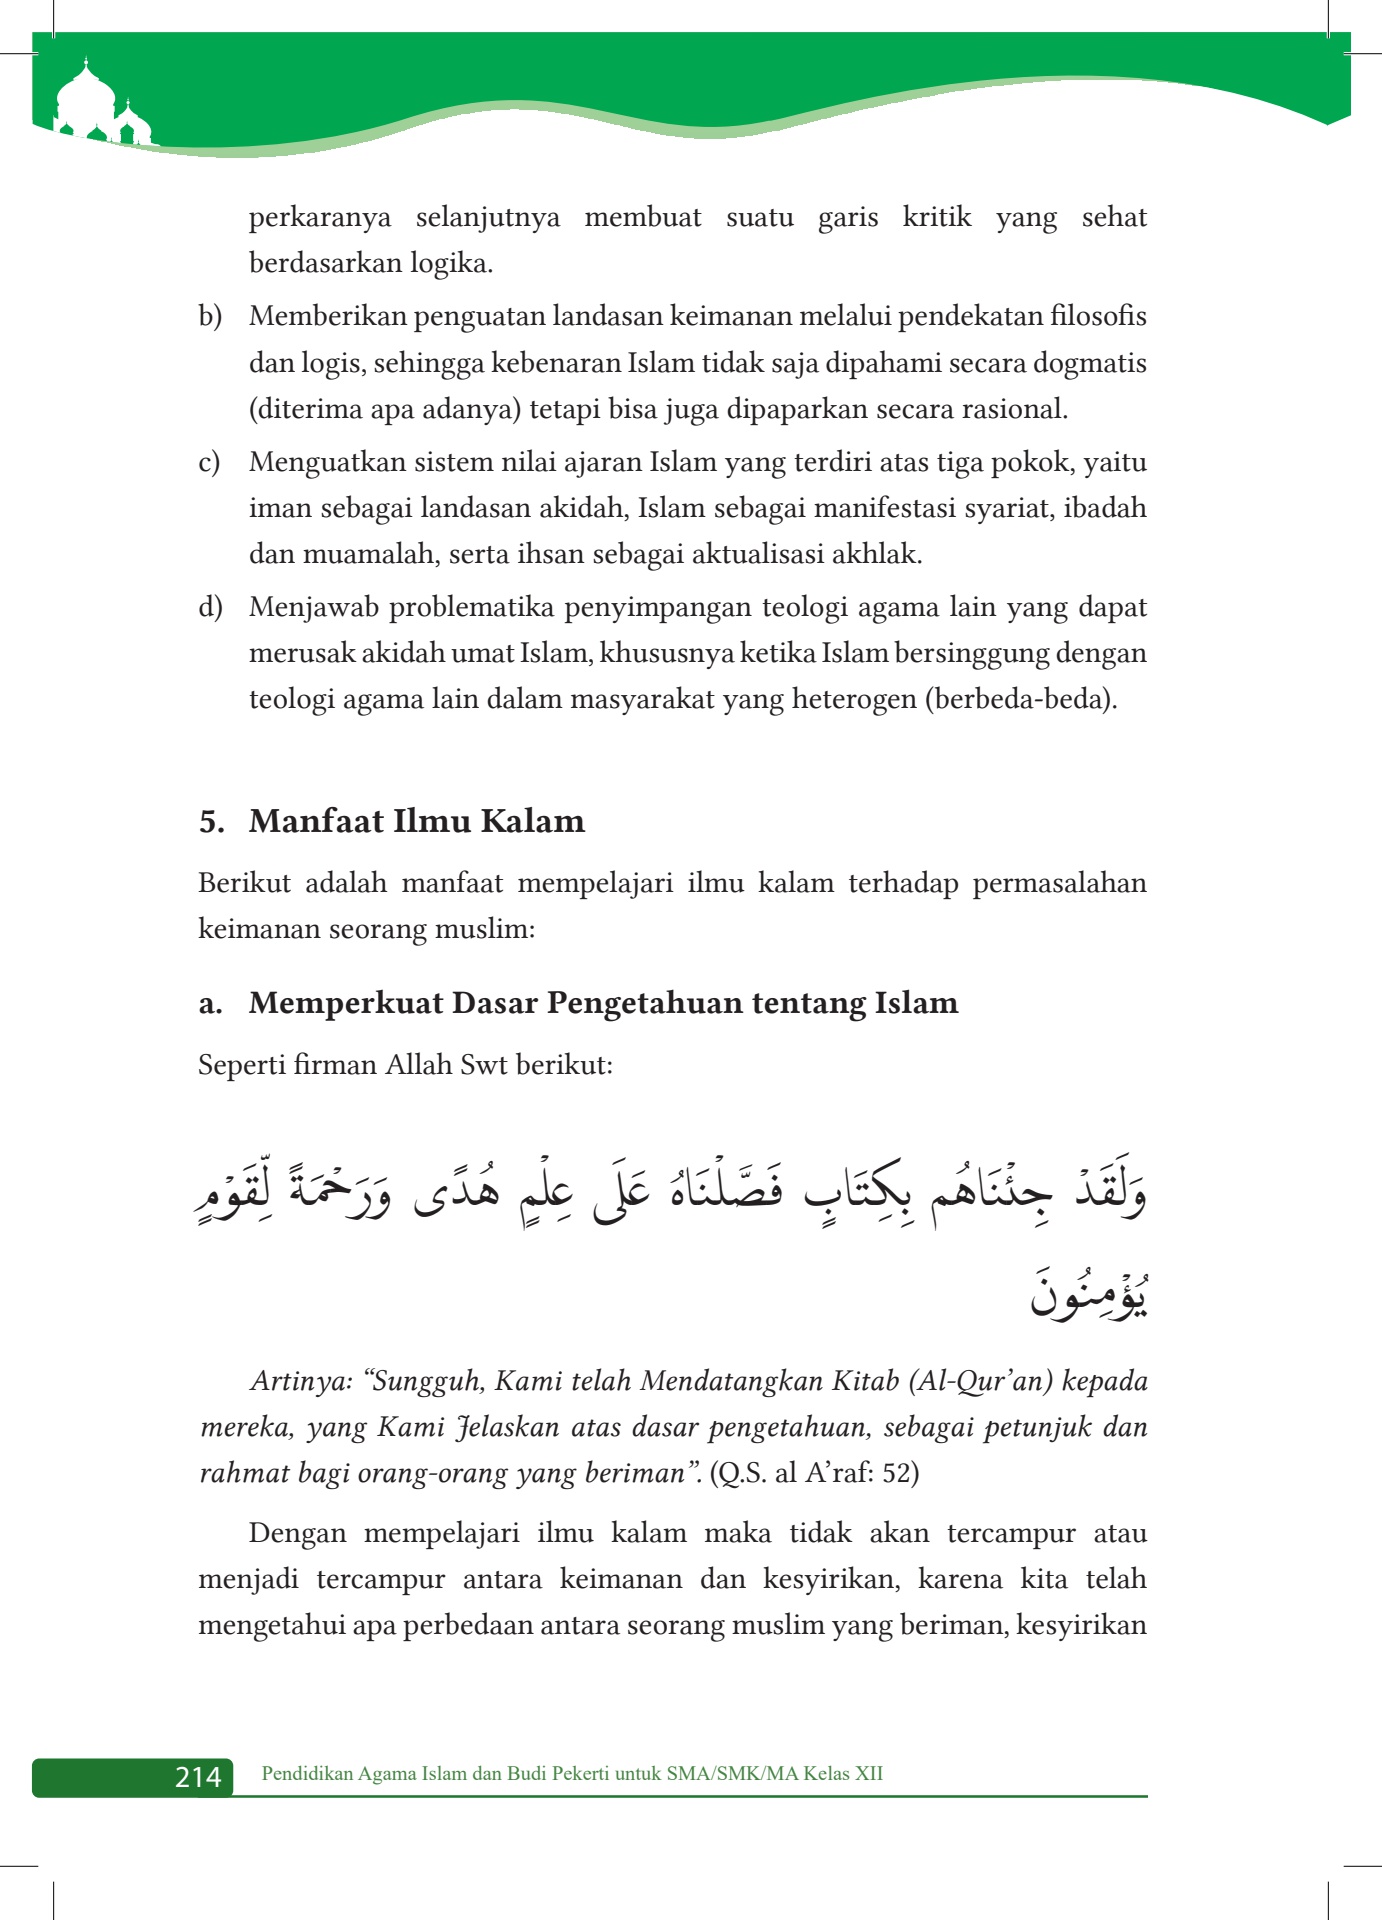 perkaranya selanjutnya membuat suatu garis kritik yang sehat
berdasarkan logika.
b) Memberikan penguatan landasan keimanan melalui pendekatan filosofis
dan logis, sehingga kebenaran Islam tidak saja dipahami secara dogmatis
(diterima apa adanya) tetapi bisa juga dipaparkan secara rasional.
c) Menguatkan sistem nilai ajaran Islam yang terdiri atas tiga pokok, yaitu
iman sebagai landasan akidah, Islam sebagai manifestasi syariat, ibadah
dan muamalah, serta ihsan sebagai aktualisasi akhlak.
d) Menjawab problematika penyimpangan teologi agama lain yang dapat
merusak akidah umat Islam, khususnya ketika Islam bersinggung dengan
teologi agama lain dalam masyarakat yang heterogen (berbeda-beda).
5. Manfaat Ilmu Kalam
Berikut adalah manfaat mempelajari ilmu kalam terhadap permasalahan
keimanan seorang muslim:
a. Memperkuat Dasar Pengetahuan tentang Islam
Seperti firman Allah Swt berikut:
وَلَقَدْ جِئْنَاهُم بِكِتَابٍ فَصَّلْنَاهُ عَلَى عِلْمٍ هُدًى وَرَحْمَةً لِّقَوْمٍ
يُؤْمِنُونَ
Artinya: “Sungguh, Kami telah Mendatangkan Kitab (Al-Qur’an) kepada
mereka, yang Kami Jelaskan atas dasar pengetahuan, sebagai petunjuk dan
rahmat bagi orang-orang yang beriman”. (Q.S. al A’raf: 52)
Dengan mempelajari ilmu kalam maka tidak akan tercampur atau
menjadi tercampur antara keimanan dan kesyirikan, karena kita telah
mengetahui apa perbedaan antara seorang muslim yang beriman, kesyirikan
214 Pendidikan Agama Islam dan Budi Pekerti untuk SMA/SMK/MA Kelas XII